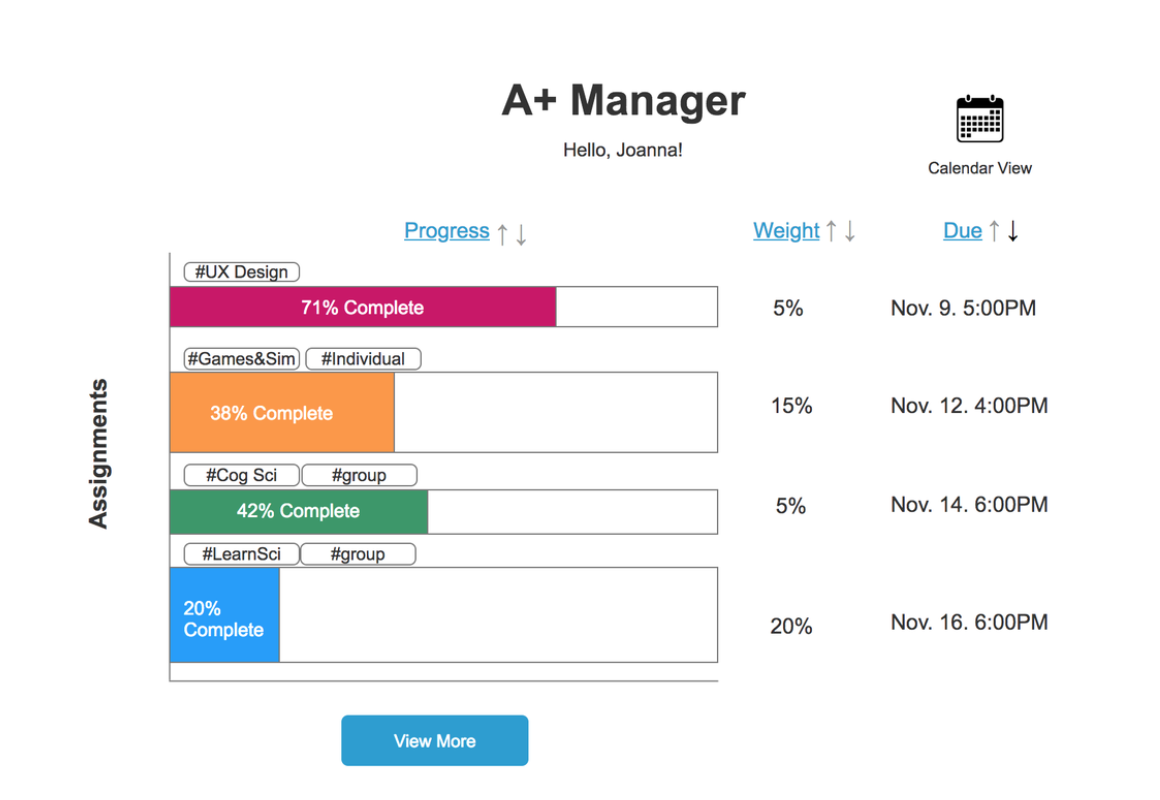 A+ Manager
Hello, Joanna!
Calendar View
Progress ↑ ↓ Weight ↑ ↓ Due ↑ ↓
#UX Design
71% Complete 5% Nov. 9. 5:00PM
#Games&Sim #Individual
38% Complete 15% Nov. 12. 4:00PM
Assignments
#Cog Sci #group
42% Complete 5% Nov. 14. 6:00PM
#LearnSci #group
20%
Complete 20% Nov. 16. 6:00PM
View More